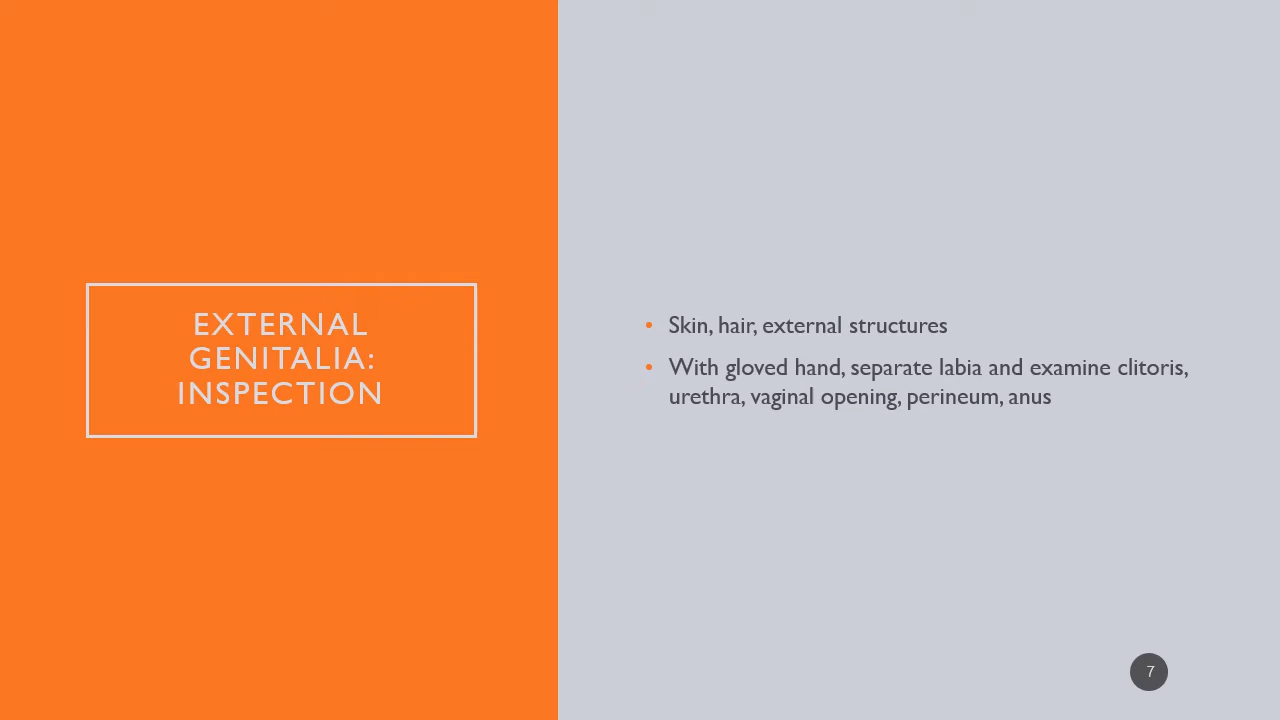 EXTERNAL
GENITALIA:
INSPECTION
• Skin, hair, external structures
• With gloved hand, separate labia and examine clitoris,
urethra, vaginal opening, perineum, anus
7